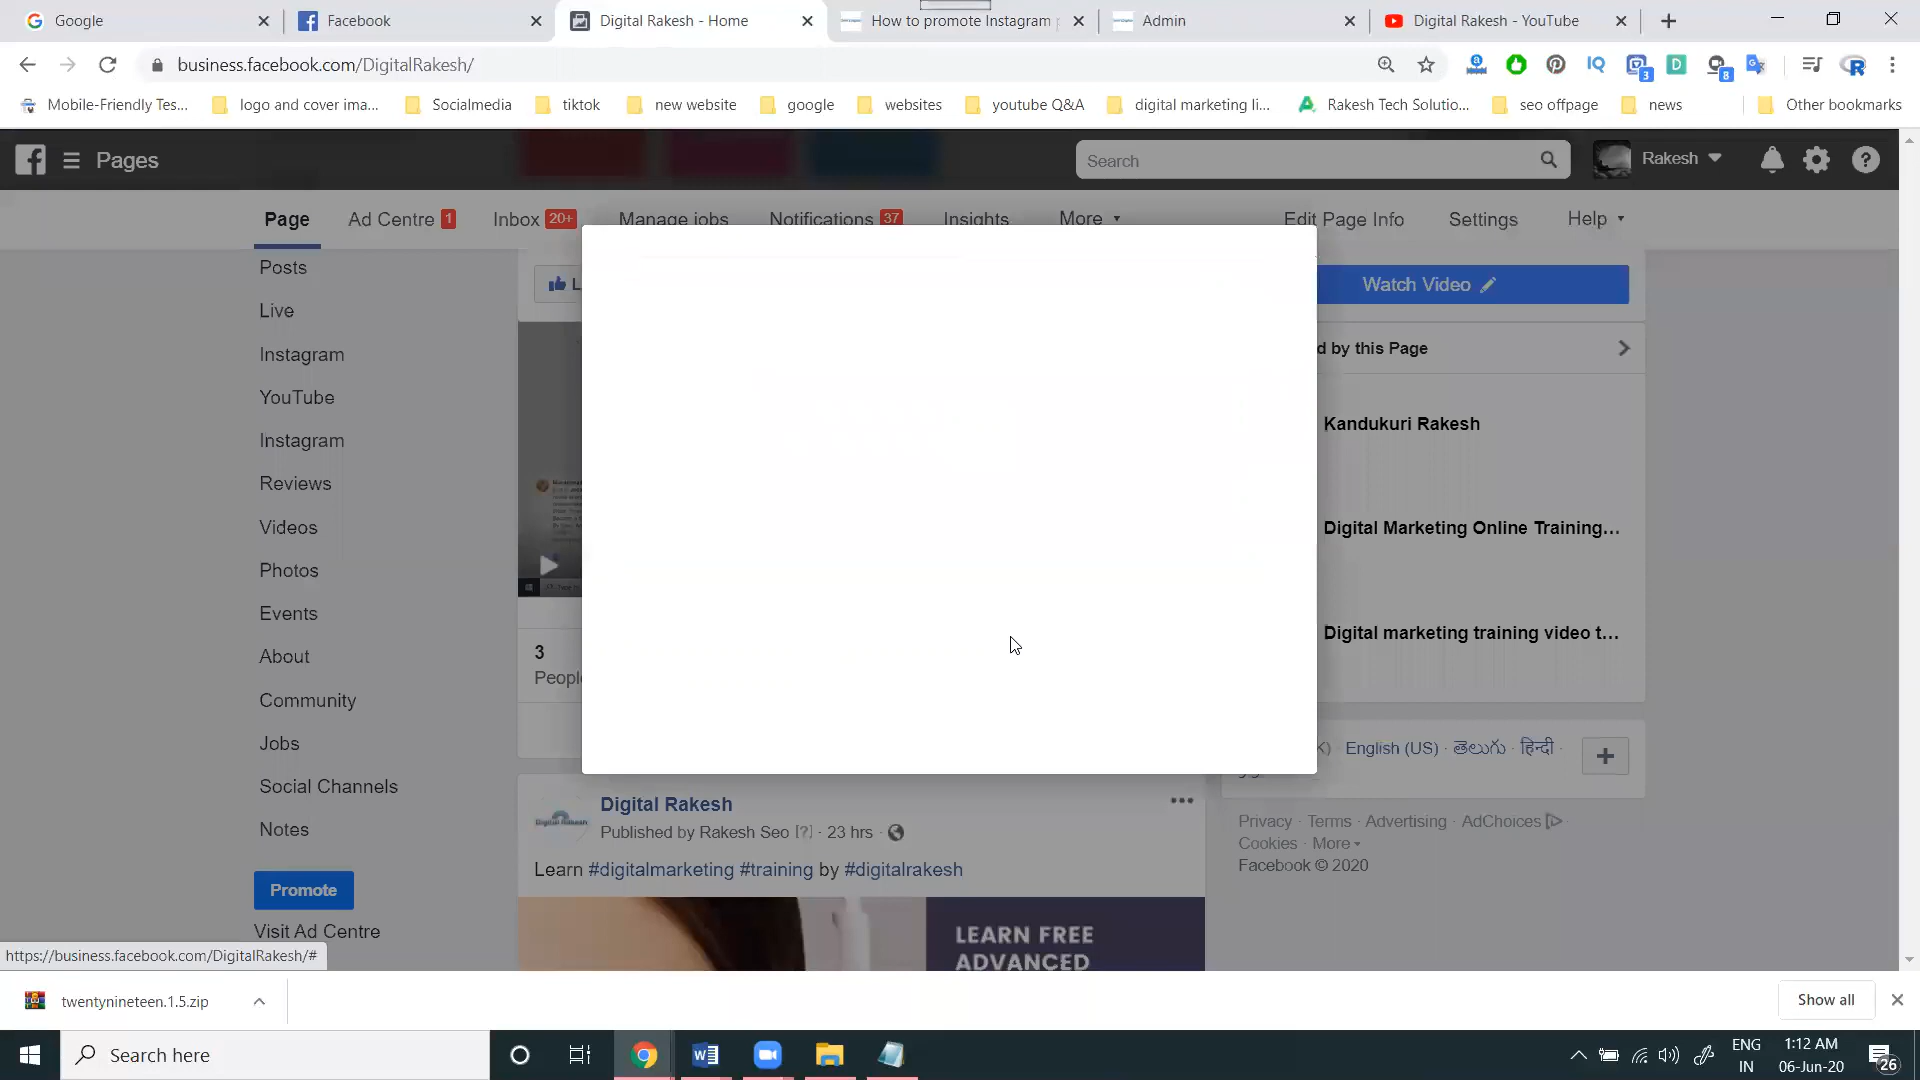 Google
Facebook
Digital Rakesh - Home
How to promote Instagram
Admin
Digital Rakesh - YouTube
business.facebook.com/DigitalRakesh/
3
8
Mobile-Friendly Tes...
logo and cover ima...
Socialmedia
tiktok
new website
google
websites
youtube Q&A
digital marketing li...
Rakesh Tech Solutio...
seo offpage
news
Other bookmarks
Pages
Search
Rakesh
Page
Ad Centre 1
Inbox 20+
Manage jobs
Notifications 37
Insights
More
Edit Page Info
Settings
Help
Posts
Live
Instagram
YouTube
Instagram
Reviews
Videos
Photos
Events
About
Community
Jobs
Social Channels
Notes
Promote
Visit Ad Centre
Watch Video
d by this Page
Kandukuri Rakesh
Digital Marketing Online Training...
Digital marketing training video t...
3
English (US) · తెలుగు · हिन्दी ·
Privacy · Terms · Advertising · AdChoices ·
Cookies · More
Facebook © 2020
Digital Rakesh
Published by Rakesh Seo [?] · 23 hrs ·
Learn #digitalmarketing #training by #digitalrakesh
LEARN FREE
ADVANCED
https://business.facebook.com/DigitalRakesh/#
twentynineteen.1.5.zip
Show all
Search here
ENG
IN
1:12 AM
06-Jun-20
26